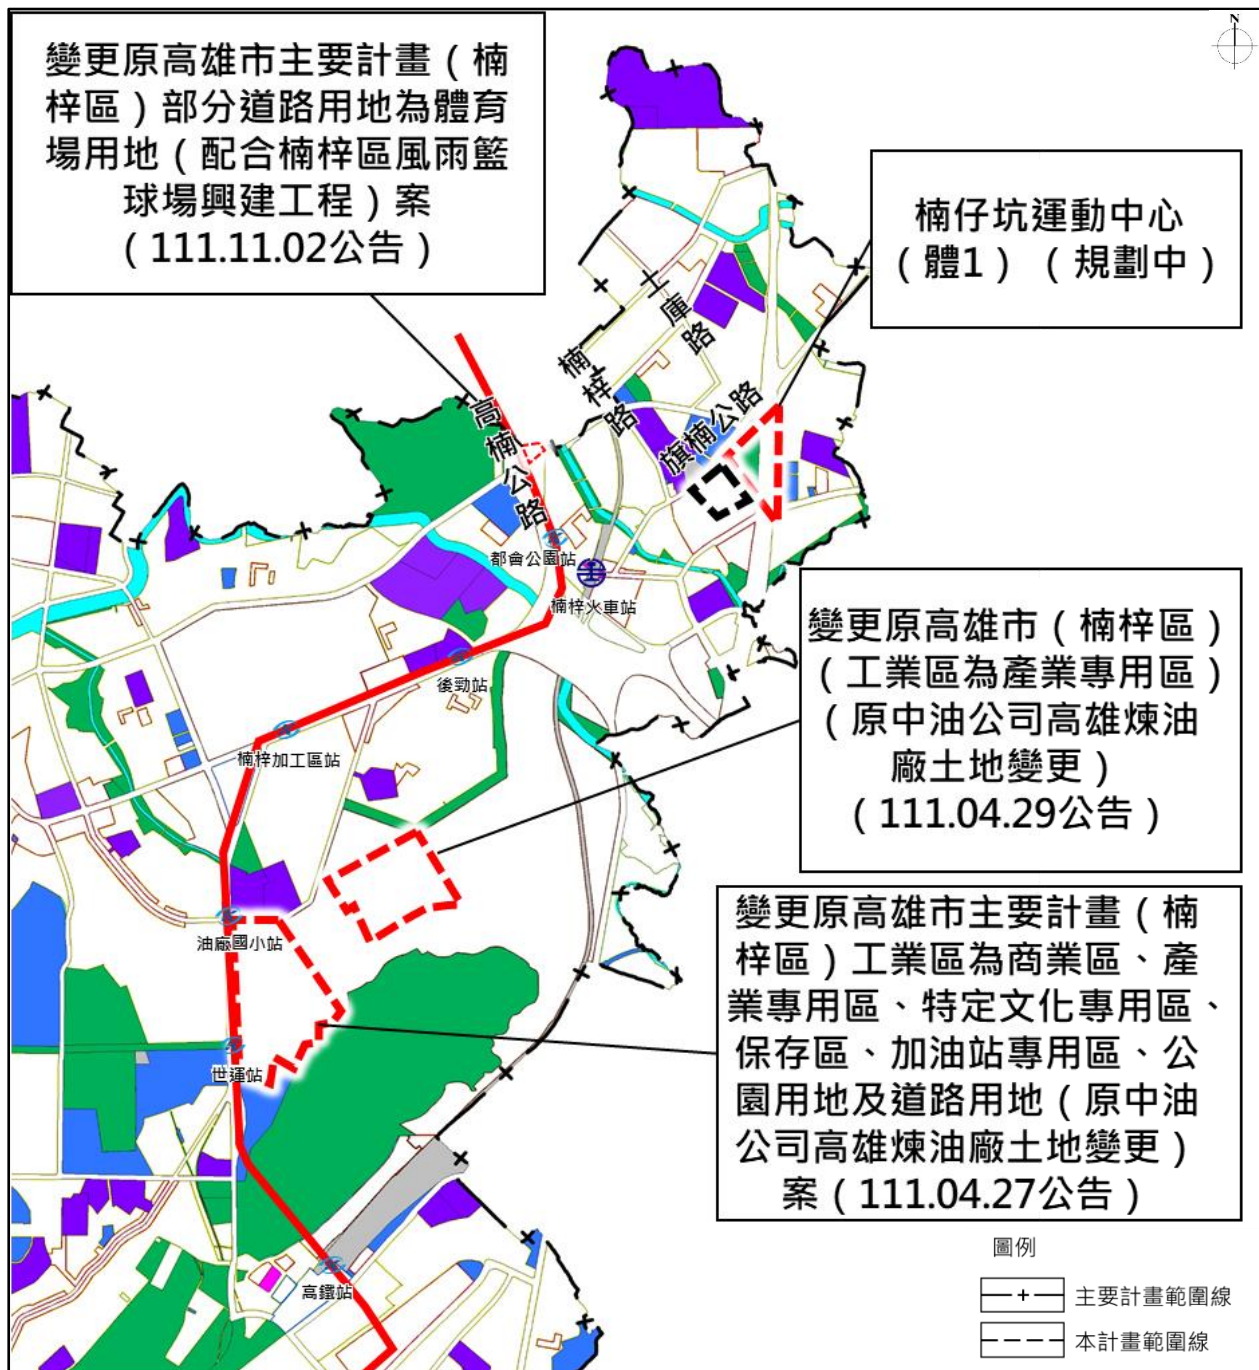 N
變更原高雄市主要計畫（楠
梓區）部分道路用地為體育
場用地（配合楠梓區風雨籃
球場興建工程）案
（111.11.02公告）
楠仔坑運動中心
（體1）（規劃中）
土庫路
楠梓路
旗楠公路
高楠公路
都會公園站
楠梓火車站
後勁站
楠梓加工區站
變更原高雄市（楠梓區）
（工業區為產業專用區）
（原中油公司高雄煉油
廠土地變更）
（111.04.29公告）
油廠國小站
世運站
變更原高雄市主要計畫（楠
梓區）工業區為商業區、產
業專用區、特定文化專用區、
保存區、加油站專用區、公
園用地及道路用地（原中油
公司高雄煉油廠土地變更）
案（111.04.27公告）
高鐵站
圖例
主要計畫範圍線
本計畫範圍線